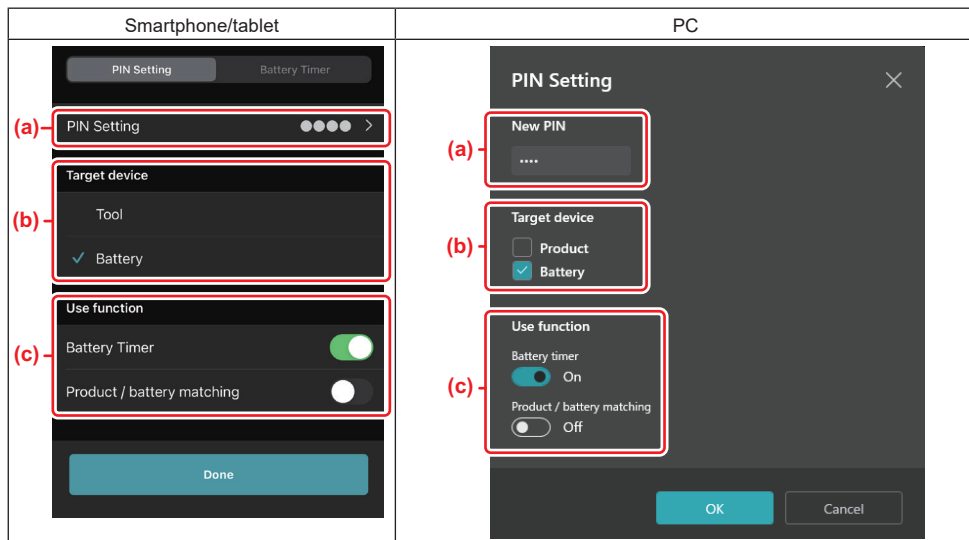 Smartphone/tablet
PC
PIN Setting
Battery Timer
(a)
PIN Setting
●●●● >
(b)
Target device
Tool
Battery
(c)
Use function
Battery Timer
Product / battery matching
Done
PIN Setting
(a)
New PIN
····
(b)
Target device
Product
Battery
(c)
Use function
Battery timer
On
Product / battery matching
Off
OK
Cancel